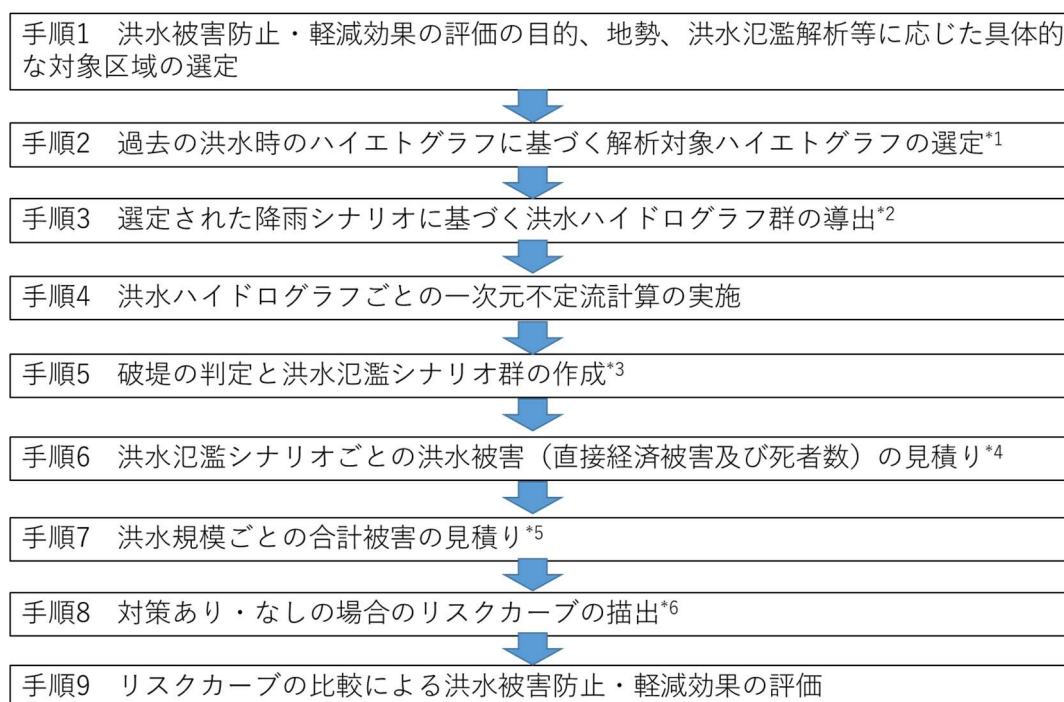 手順1　洪水被害防止・軽減効果の評価の目的、地勢、洪水氾濫解析等に応じた具体的
な対象区域の選定
手順2　過去の洪水時のハイエトグラフに基づく解析対象ハイエトグラフの選定*1
手順3　選定された降雨シナリオに基づく洪水ハイドログラフ群の導出*2
手順4　洪水ハイドログラフごとの一次元不定流計算の実施
手順5　破堤の判定と洪水氾濫シナリオ群の作成*3
手順6　洪水氾濫シナリオごとの洪水被害（直接経済被害及び死者数）の見積り*4
手順7　洪水規模ごとの合計被害の見積り*5
手順8　対策あり・なしの場合のリスクカーブの描出*6
手順9　リスクカーブの比較による洪水被害防止・軽減効果の評価